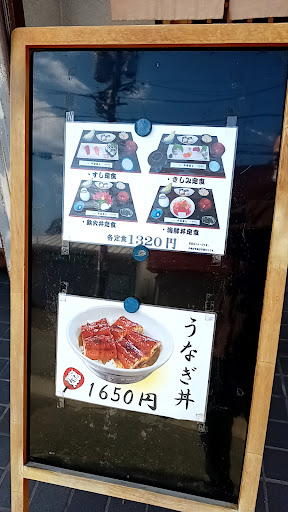 ・すし定食
・さしみ定食
・鉄火丼定食
・海鮮丼定食
各定食1320円
うなぎ丼
1650円